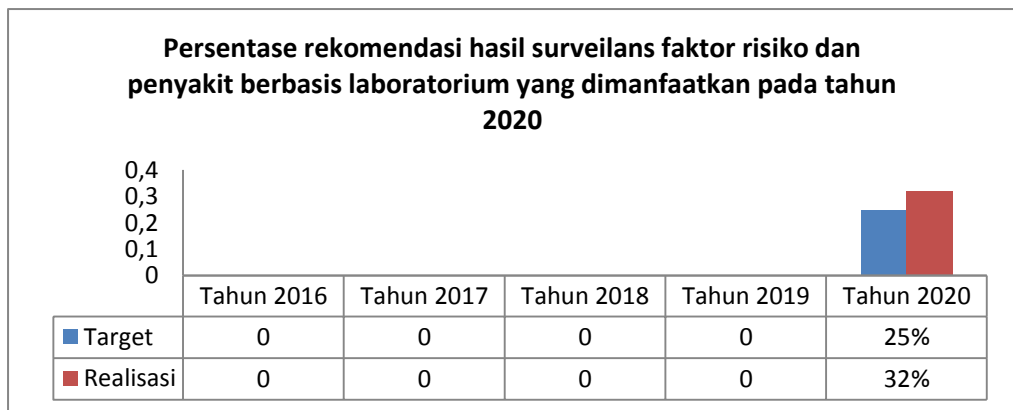 Persentase rekomendasi hasil surveilans faktor risiko dan
penyakit berbasis laboratorium yang dimanfaatkan pada tahun
2020
0,4
0,3
0,2
0,1
0
Tahun 2016 Tahun 2017 Tahun 2018 Tahun 2019 Tahun 2020
Target 0 0 0 0 25%
Realisasi 0 0 0 0 32%